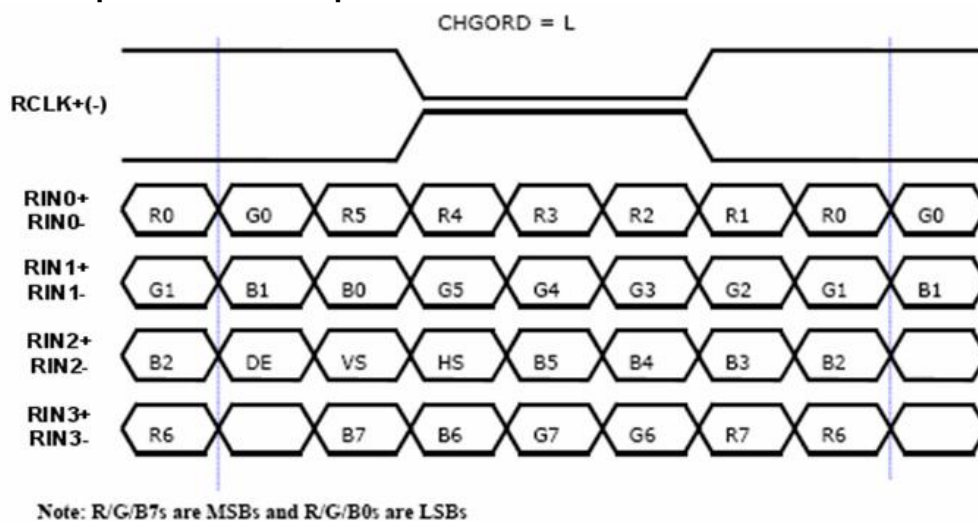 CHGORD = L
RCLK+(-)
RIN0+
RIN0-
R0 G0 R5 R4 R3 R2 R1 R0 G0
RIN1+
RIN1-
G1 B1 B0 G5 G4 G3 G2 G1 B1
RIN2+
RIN2-
B2 DE VS HS B5 B4 B3 B2
RIN3+
RIN3-
R6 B7 B6 G7 G6 R7 R6
Note: R/G/B7s are MSBs and R/G/B0s are LSBs